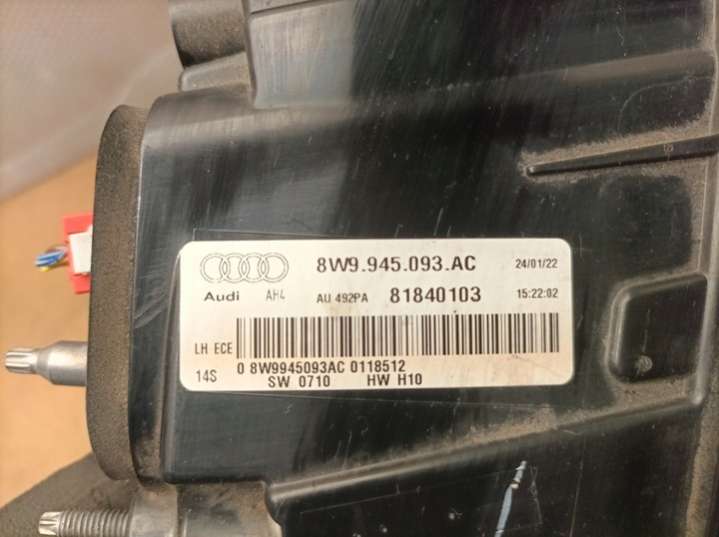 8W9.945.093.AC 24/01/22
Audi AH4 AU 492PA 81840103 15:22:02
LH ECE
0 8W9945093AC 0118512
14S SW 0710 HW H10